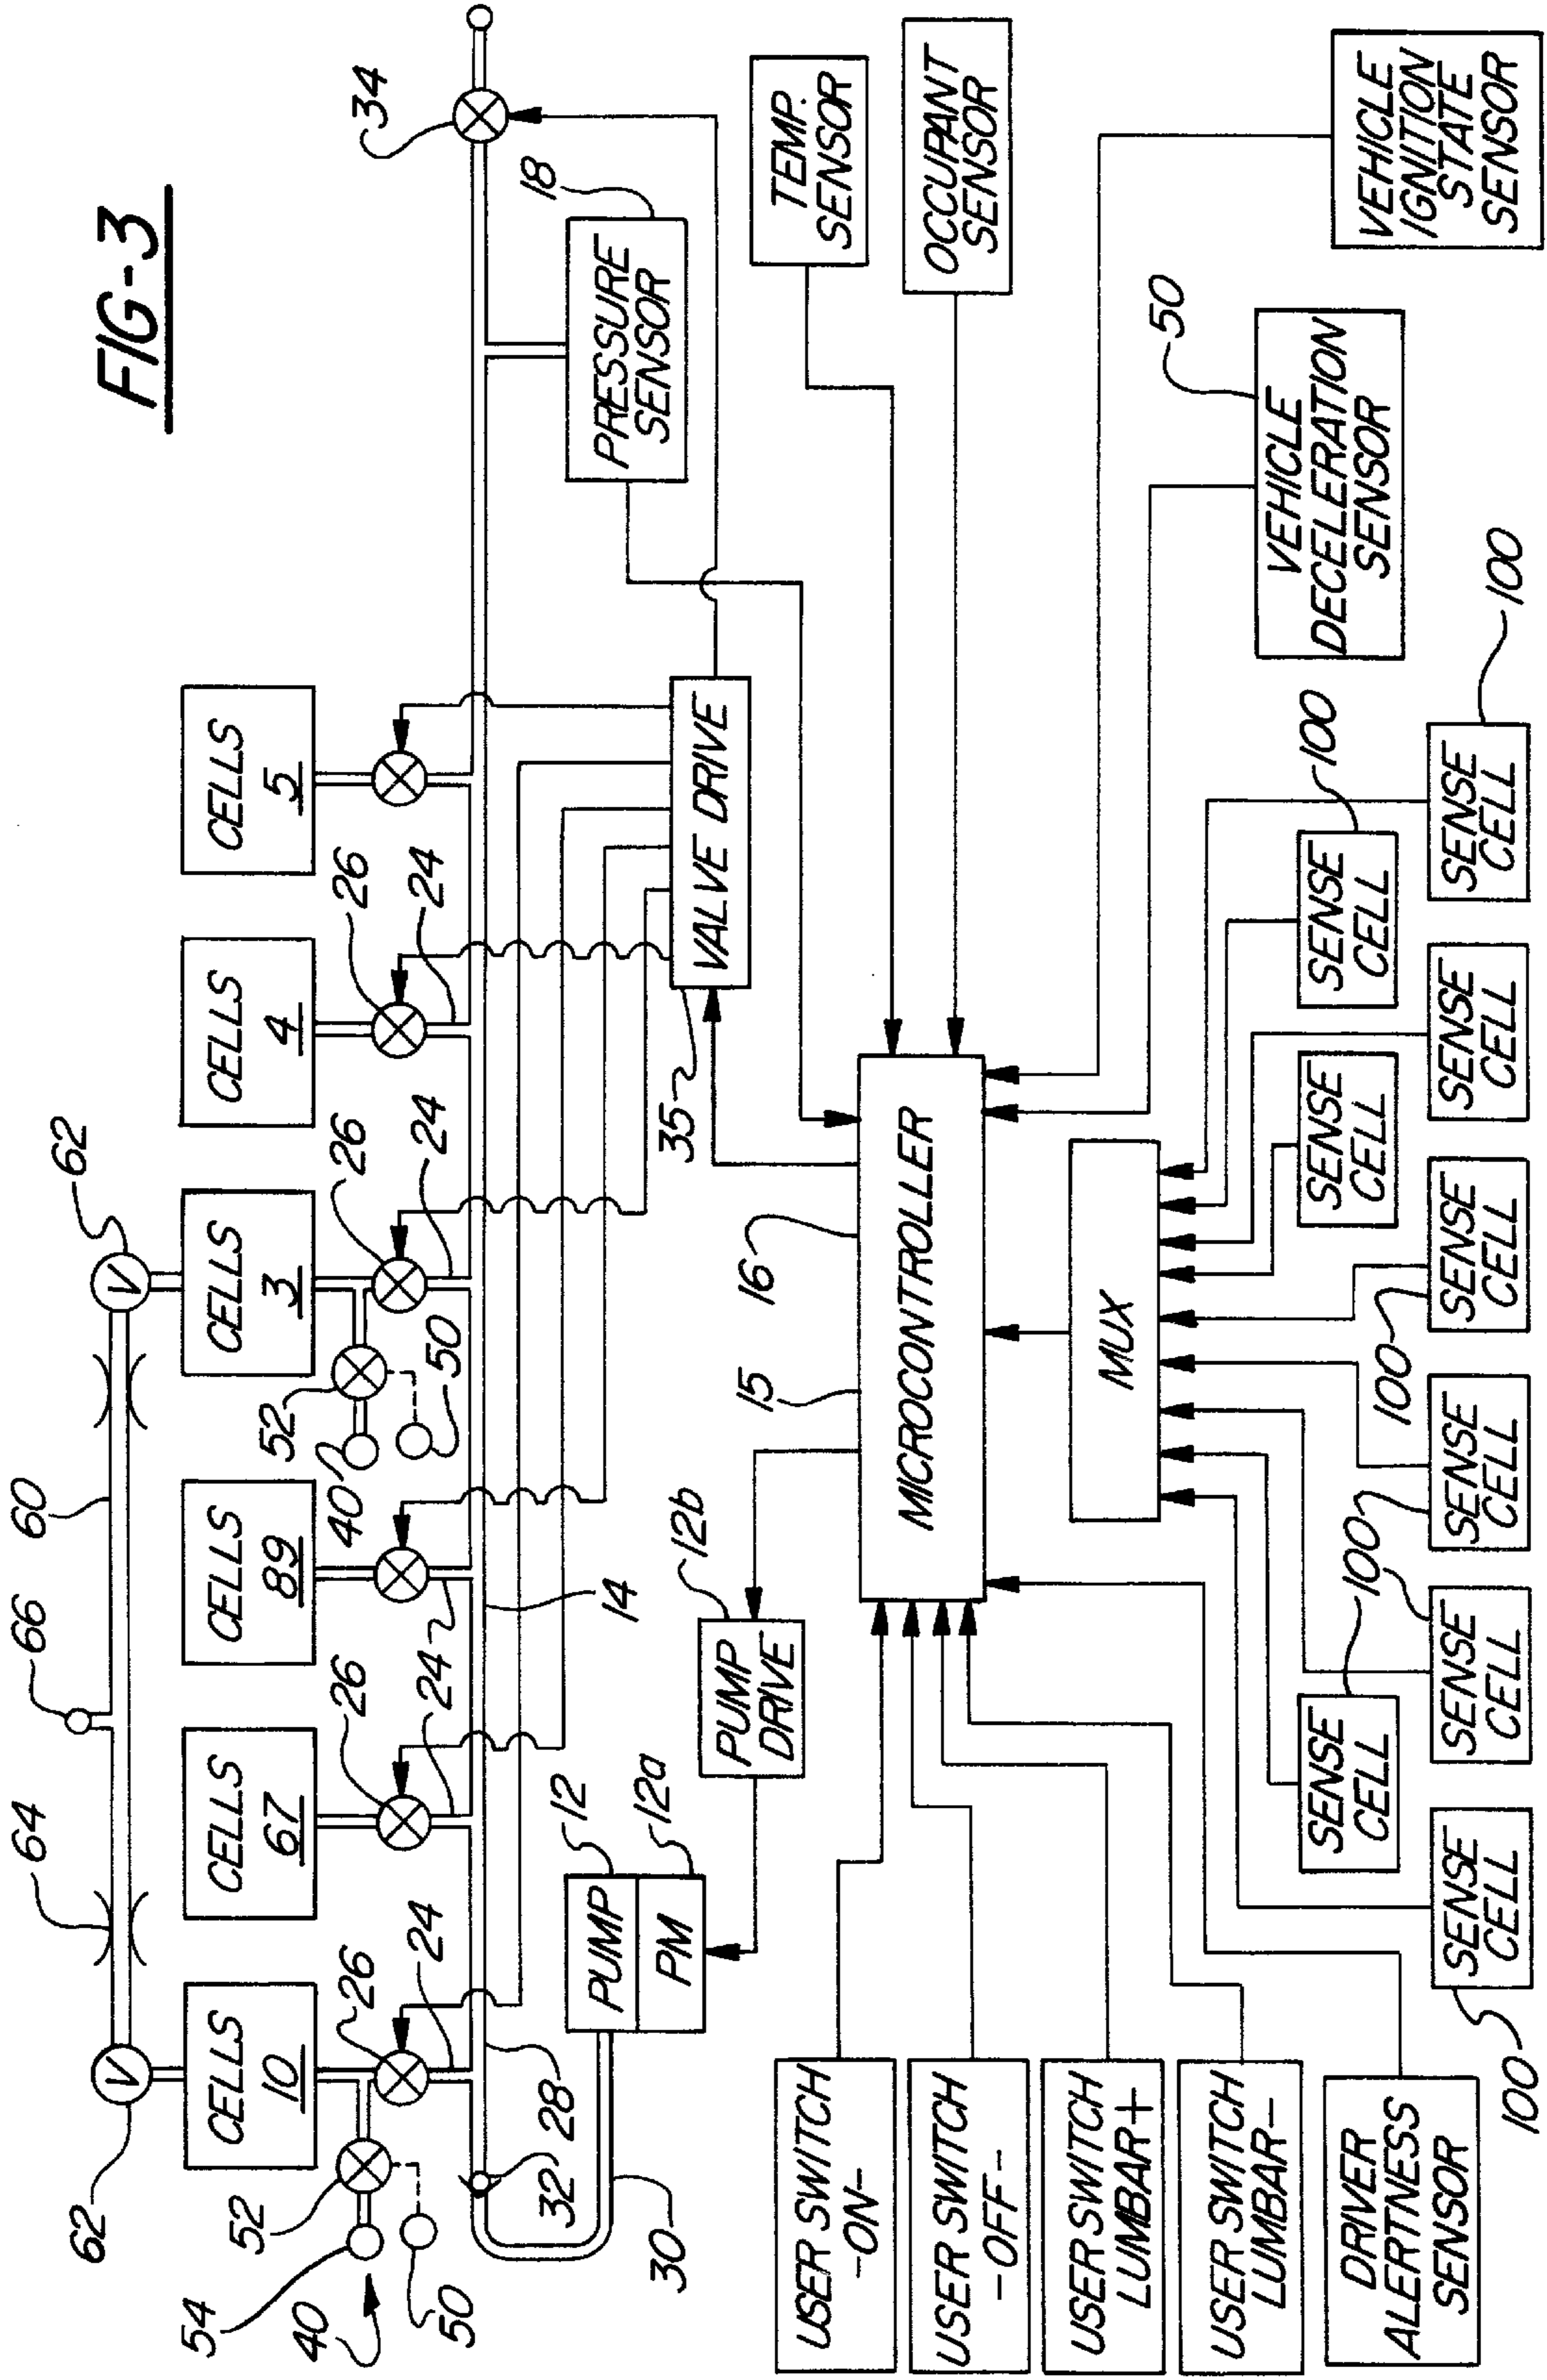 FIG-3
64
66
60
62
62
CELLS
10
CELLS
67
CELLS
89
CELLS
3
CELLS
4
CELLS
5
34
54
52
26
26
40
52
26
26
40
50
24
24
24
50
24
24
32
28
14
30
PUMP
12
PM
12a
PUMP
DRIVE
12b
35
VALVE DRIVE
PRESSURE
SENSOR
18
TEMP.
SENSOR
OCCUPANT
SENSOR
15
16
MICROCONTROLLER
USER SWITCH
-ON-
USER SWITCH
-OFF-
USER SWITCH
LUMBAR+
USER SWITCH
LUMBAR-
DRIVER
ALERTNESS
SENSOR
MUX
VEHICLE
DECELERATION
SENSOR
50
VEHICLE
IGNITION
STATE
SENSOR
SENSE
CELL
100
SENSE
CELL
SENSE
CELL
100
SENSE
CELL
100
SENSE
CELL
100
SENSE
CELL
SENSE
CELL
100
SENSE
CELL
SENSE
CELL
100
100